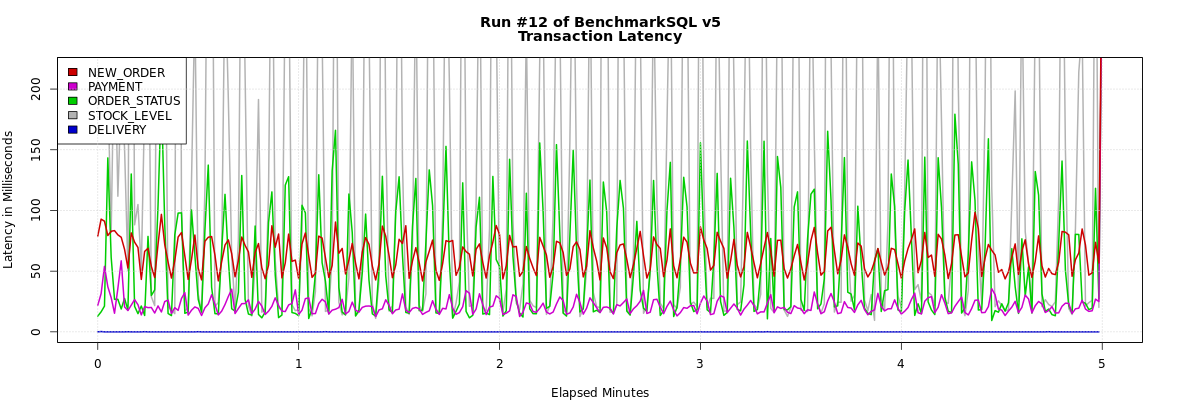 Run #12 of BenchmarkSQL v5
Transaction Latency
NEW_ORDER
PAYMENT
ORDER_STATUS
STOCK_LEVEL
DELIVERY
Latency in Milliseconds
200
150
100
50
0
0 1 2 3 4 5
Elapsed Minutes